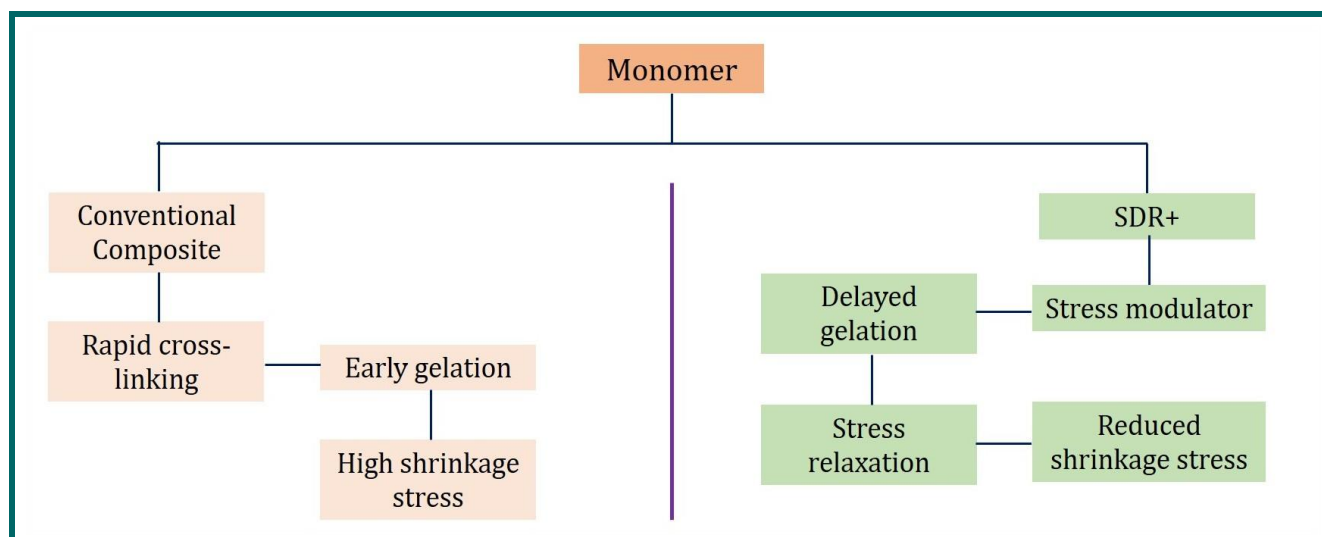 Monomer
Conventional
Composite
Rapid cross-
linking
Early gelation
High shrinkage
stress
SDR+
Stress modulator
Delayed
gelation
Stress
relaxation
Reduced
shrinkage stress